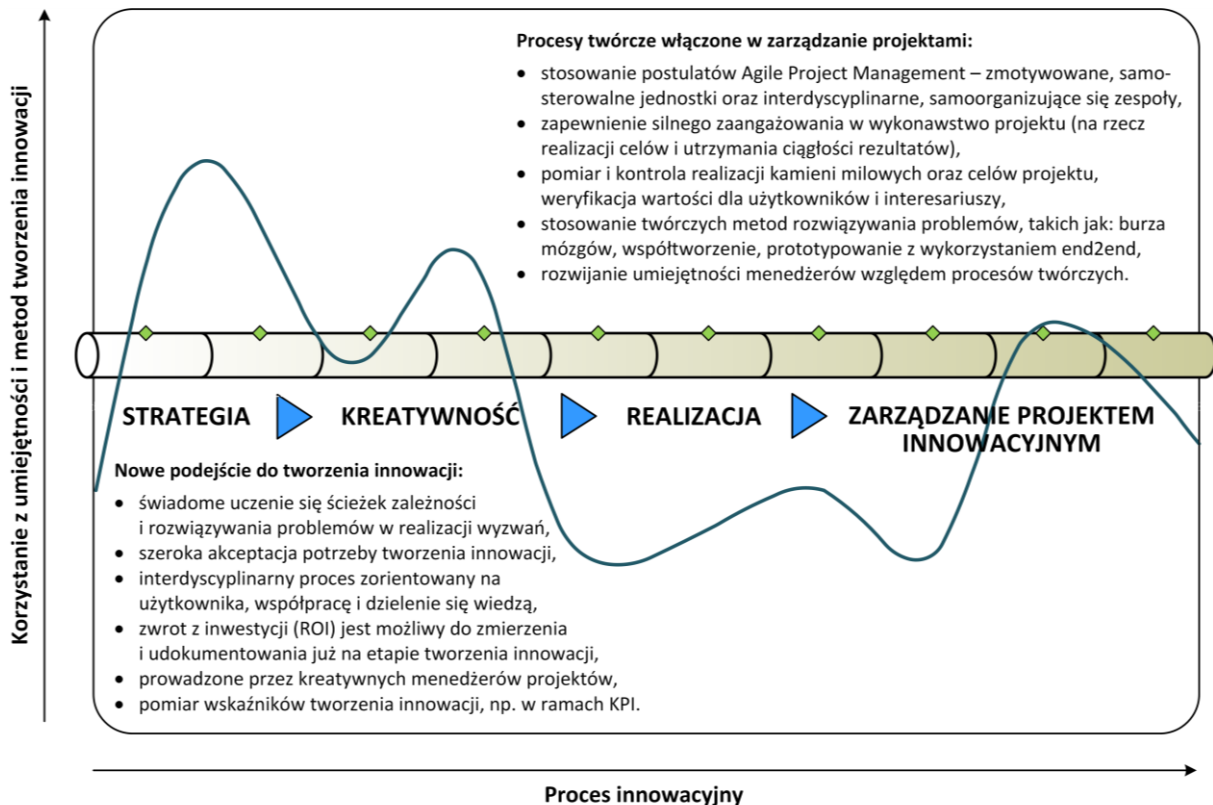 Korzystanie z umiejętności i metod tworzenia innowacji
Procesy twórcze włączone w zarządzanie projektami:
• stosowanie postulatów Agile Project Management – zmotywowane, samo-
sterowalne jednostki oraz interdyscyplinarne, samoorganizujące się zespoły,
• zapewnienie silnego zaangażowania w wykonawstwo projektu (na rzecz
realizacji celów i utrzymania ciągłości rezultatów),
• pomiar i kontrola realizacji kamieni milowych oraz celów projektu,
weryfikacja wartości dla użytkowników i interesariuszy,
• stosowanie twórczych metod rozwiązywania problemów, takich jak: burza
mózgów, współtworzenie, prototypowanie z wykorzystaniem end2end,
• rozwijanie umiejętności menedżerów względem procesów twórczych.
STRATEGIA KREATYWNOŚĆ REALIZACJA ZARZĄDZANIE PROJEKTEM
INNOWACYJNYM
Nowe podejście do tworzenia innowacji:
• świadome uczenie się ścieżek zależności
i rozwiązywania problemów w realizacji wyzwań,
• szeroka akceptacja potrzeby tworzenia innowacji,
• interdyscyplinarny proces zorientowany na
użytkownika, współpracę i dzielenie się wiedzą,
• zwrot z inwestycji (ROI) jest możliwy do zmierzenia
i udokumentowania już na etapie tworzenia innowacji,
• prowadzone przez kreatywnych menedżerów projektów,
• pomiar wskaźników tworzenia innowacji, np. w ramach KPI.
Proces innowacyjny